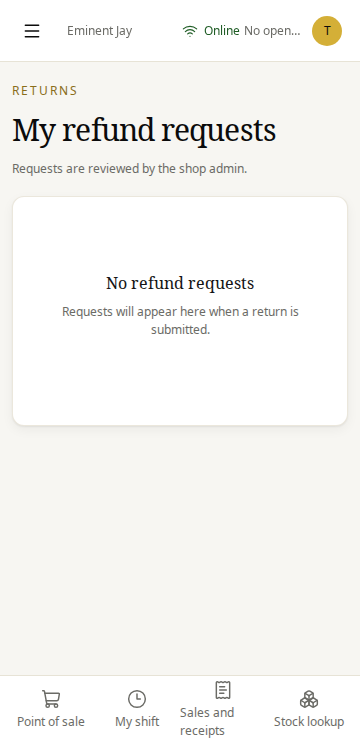 Eminent Jay
Online No open...
T
RETURNS
My refund requests
Requests are reviewed by the shop admin.
No refund requests
Requests will appear here when a return is
submitted.
Point of sale
My shift
Sales and
receipts
Stock lookup